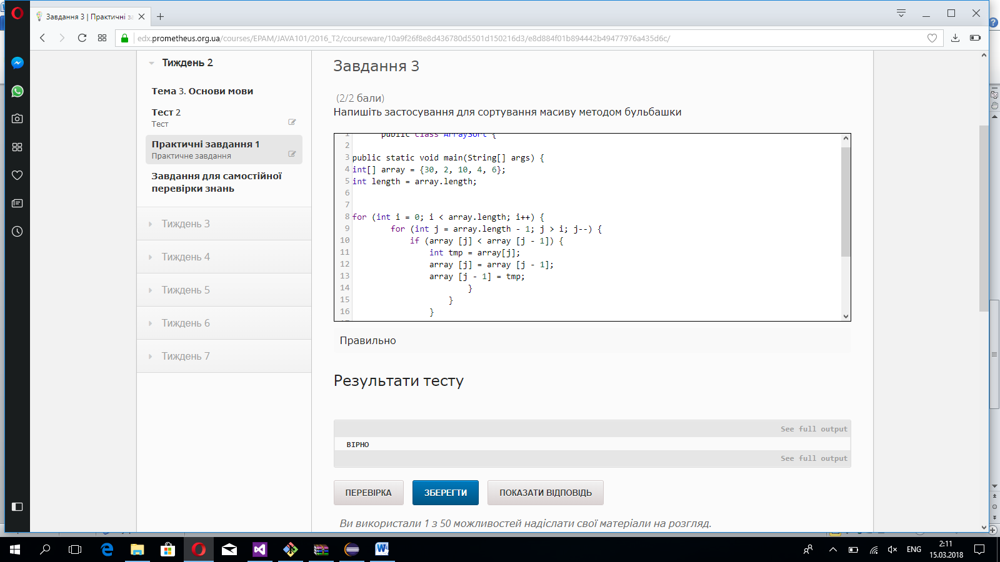 Завдання 3 | Практичні за
edx.prometheus.org.ua/courses/EPAM/JAVA101/2016_T2/courseware/10a9f26f8e8d436780d5501d150216d3/e8d884f01b894442b49477976a435d6c/
Тиждень 2
Тема 3. Основи мови
Тест 2
Тест
Практичні завдання 1
Практичне завдання
Завдання для самостійної
перевірки знань
Тиждень 3
Тиждень 4
Тиждень 5
Тиждень 6
Тиждень 7
Завдання 3
(2/2 бали)
Напишіть застосування для сортування масиву методом бульбашки
1 public class ArraySort {
2
3 public static void main(String[] args) {
4 int[] array = {30, 2, 10, 4, 6};
5 int length = array.length;
6
7
8 for (int i = 0; i < array.length; i++) {
9 for (int j = array.length - 1; j > i; j--) {
10 if (array [j] < array [j - 1]) {
11 int tmp = array[j];
12 array [j] = array [j - 1];
13 array [j - 1] = tmp;
14 }
15 }
16 }
Правильно
Результати тесту
See full output
ВІРНО
See full output
ПЕРЕВІРКА
ЗБЕРЕГТИ
ПОКАЗАТИ ВІДПОВІДЬ
Ви використали 1 з 50 можливостей надіслати свої матеріали на розгляд.
ENG
2:11
15.03.2018